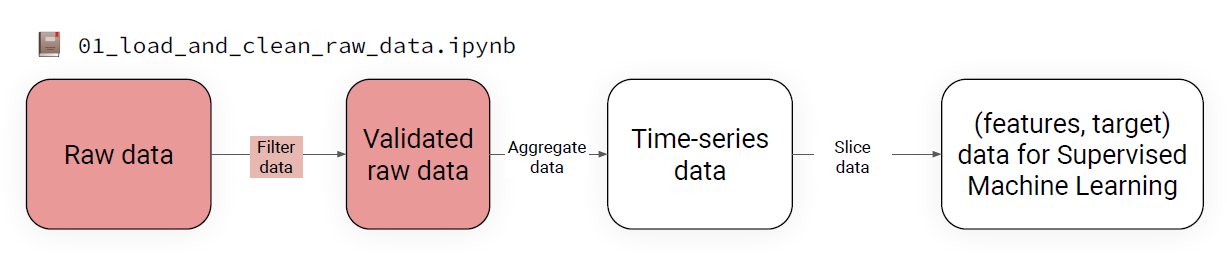 01_load_and_clean_raw_data.ipynb
Raw data
Filter
data
Validated
raw data
Aggregate
data
Time-series
data
Slice
data
(features, target)
data for Supervised
Machine Learning